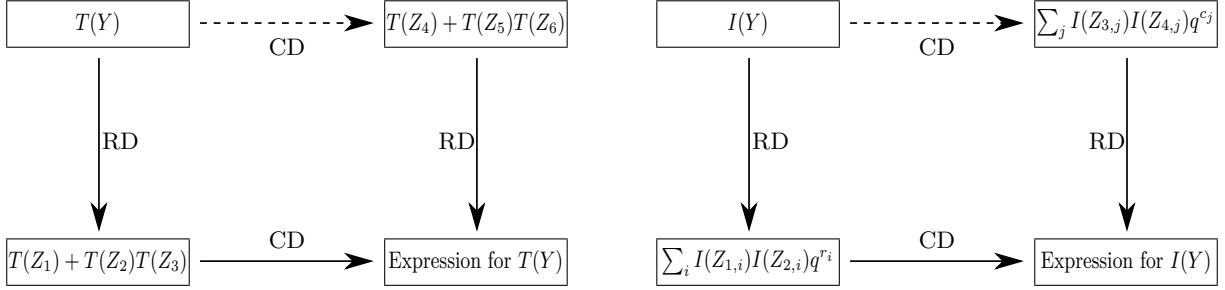 T(Y)
CD
T(Z_4) + T(Z_5)T(Z_6)
RD
RD
T(Z_1) + T(Z_2)T(Z_3)
CD
Expression for T(Y)
I(Y)
CD
∑_j I(Z_{3,j})I(Z_{4,j})q^{c_j}
RD
RD
∑_i I(Z_{1,i})I(Z_{2,i})q^{r_i}
CD
Expression for I(Y)